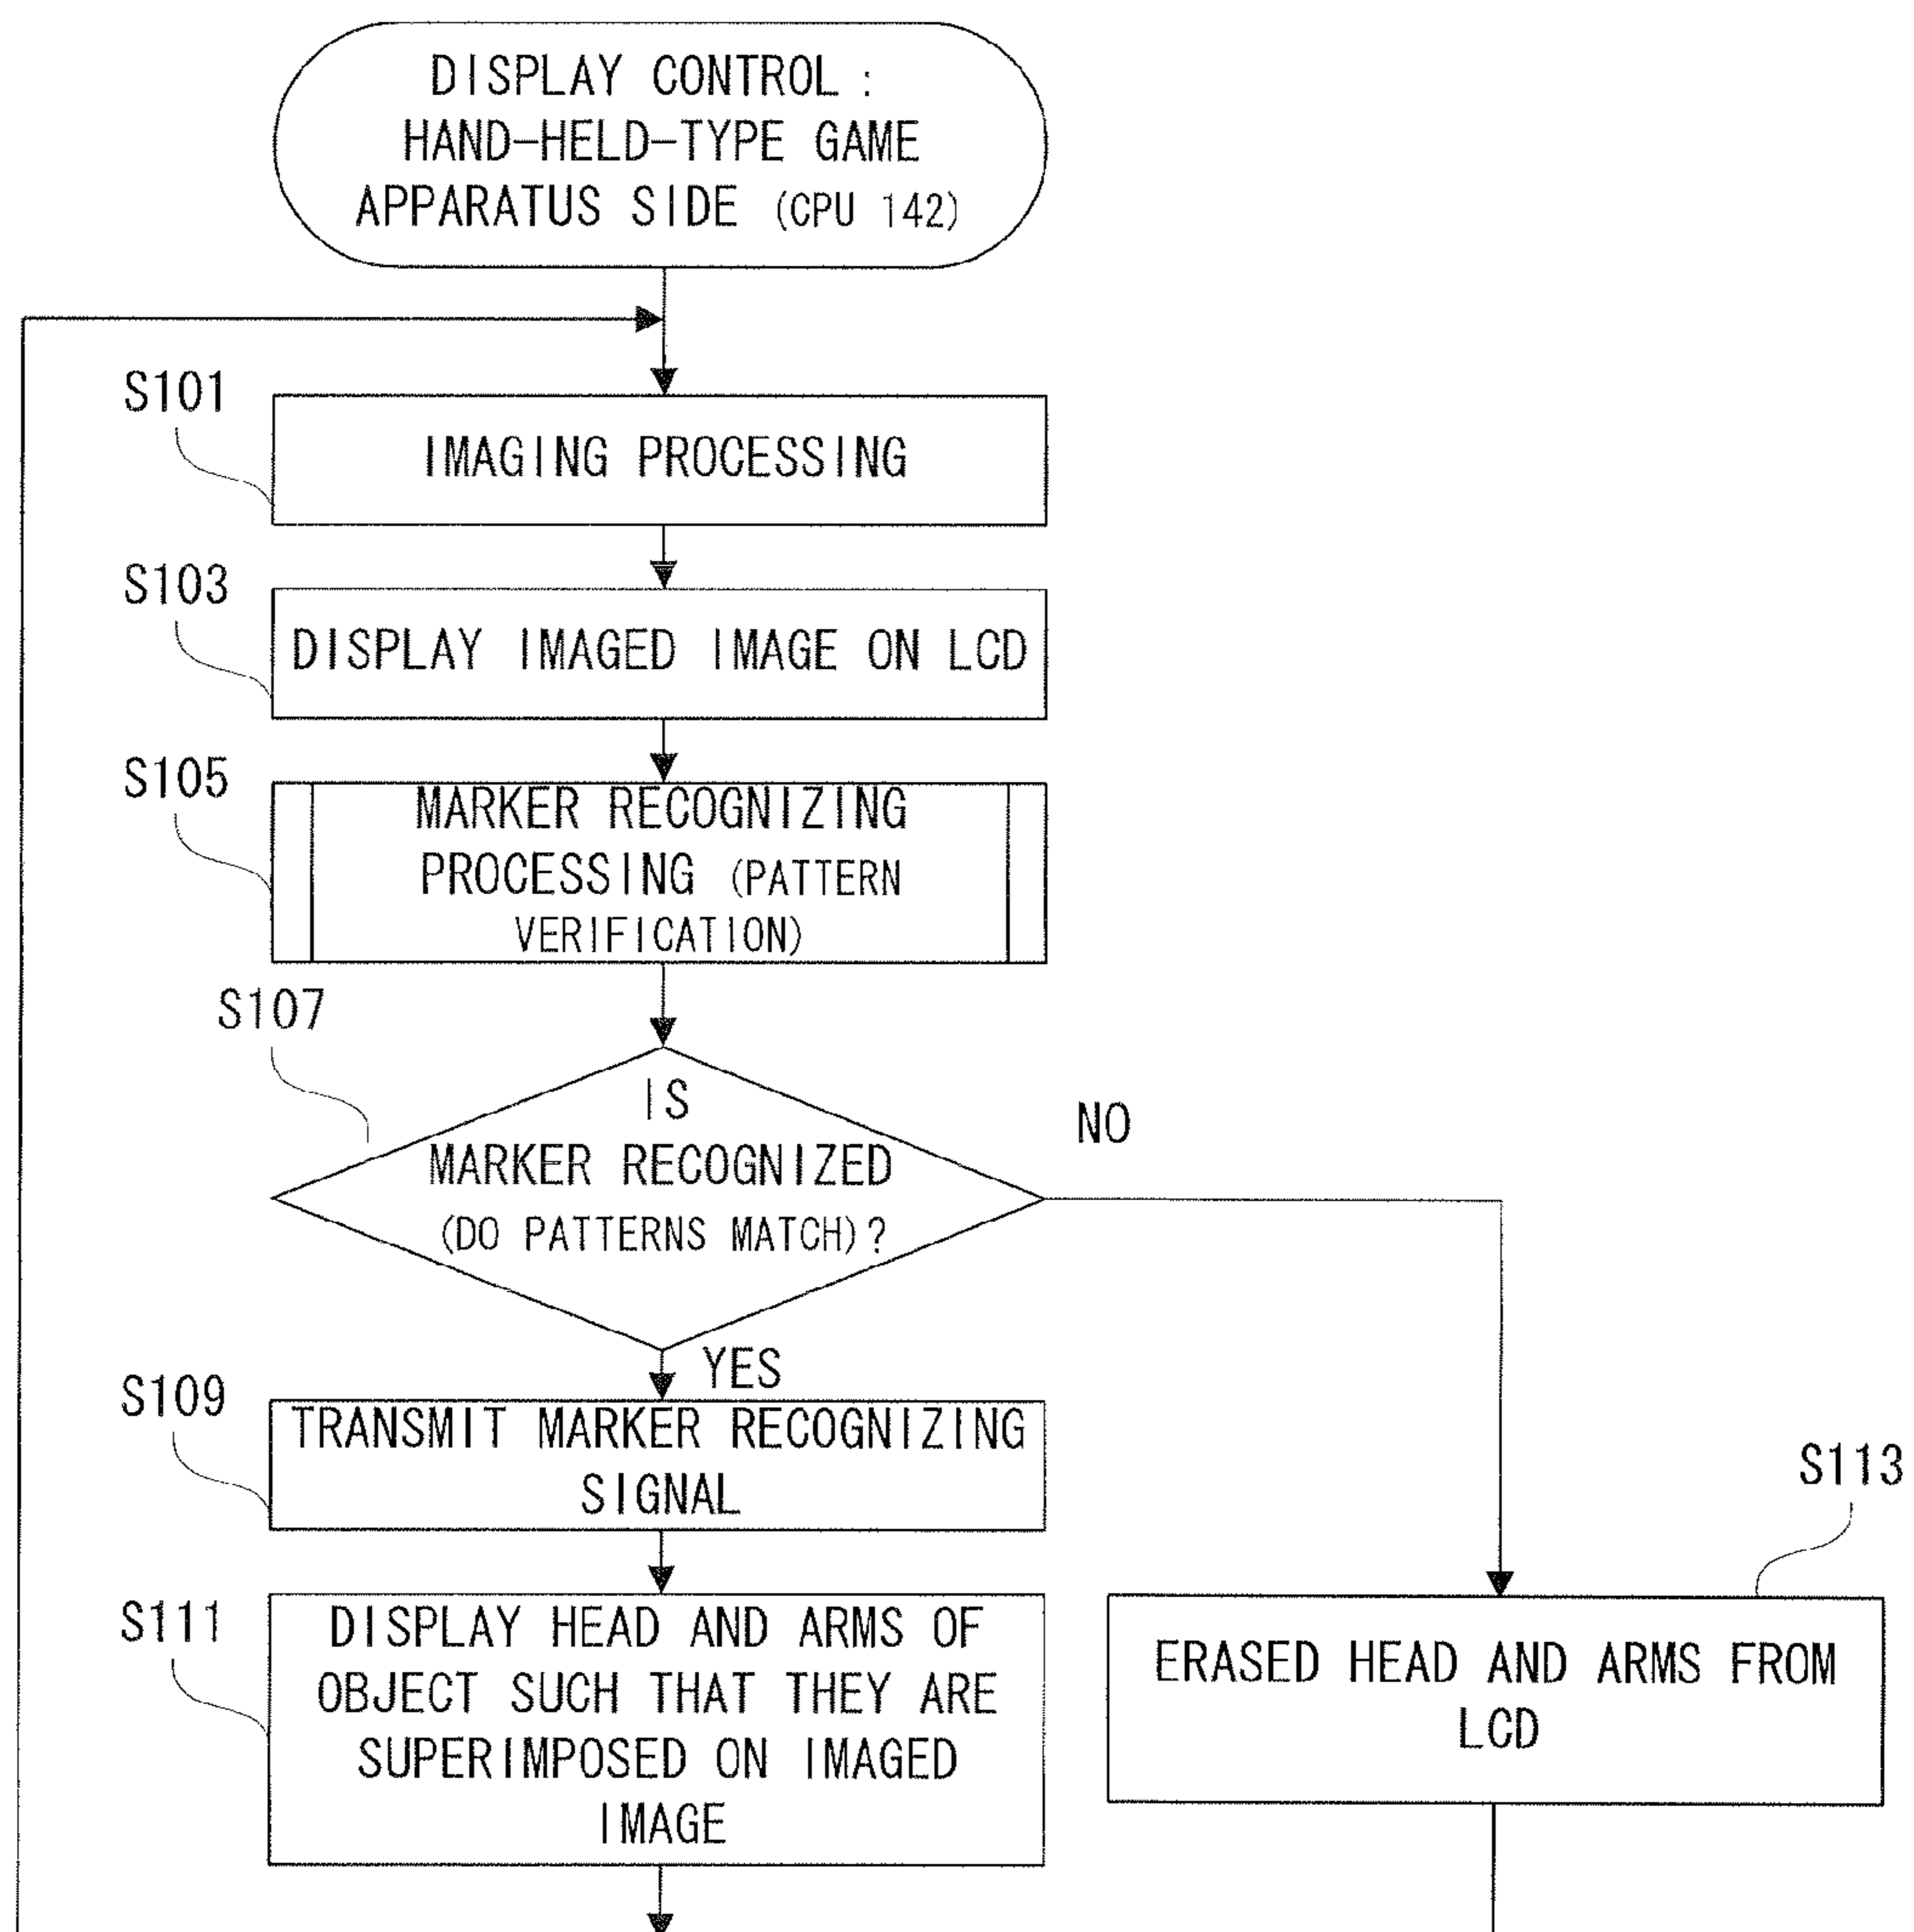 DISPLAY CONTROL :
HAND-HELD-TYPE GAME
APPARATUS SIDE (CPU 142)
S101
IMAGING PROCESSING
S103
DISPLAY IMAGED IMAGE ON LCD
S105
MARKER RECOGNIZING
PROCESSING (PATTERN
VERIFICATION)
S107
IS
MARKER RECOGNIZED
(DO PATTERNS MATCH)?
NO
YES
S109
TRANSMIT MARKER RECOGNIZING
SIGNAL
S111
DISPLAY HEAD AND ARMS OF
OBJECT SUCH THAT THEY ARE
SUPERIMPOSED ON IMAGED
IMAGE
S113
ERASED HEAD AND ARMS FROM
LCD